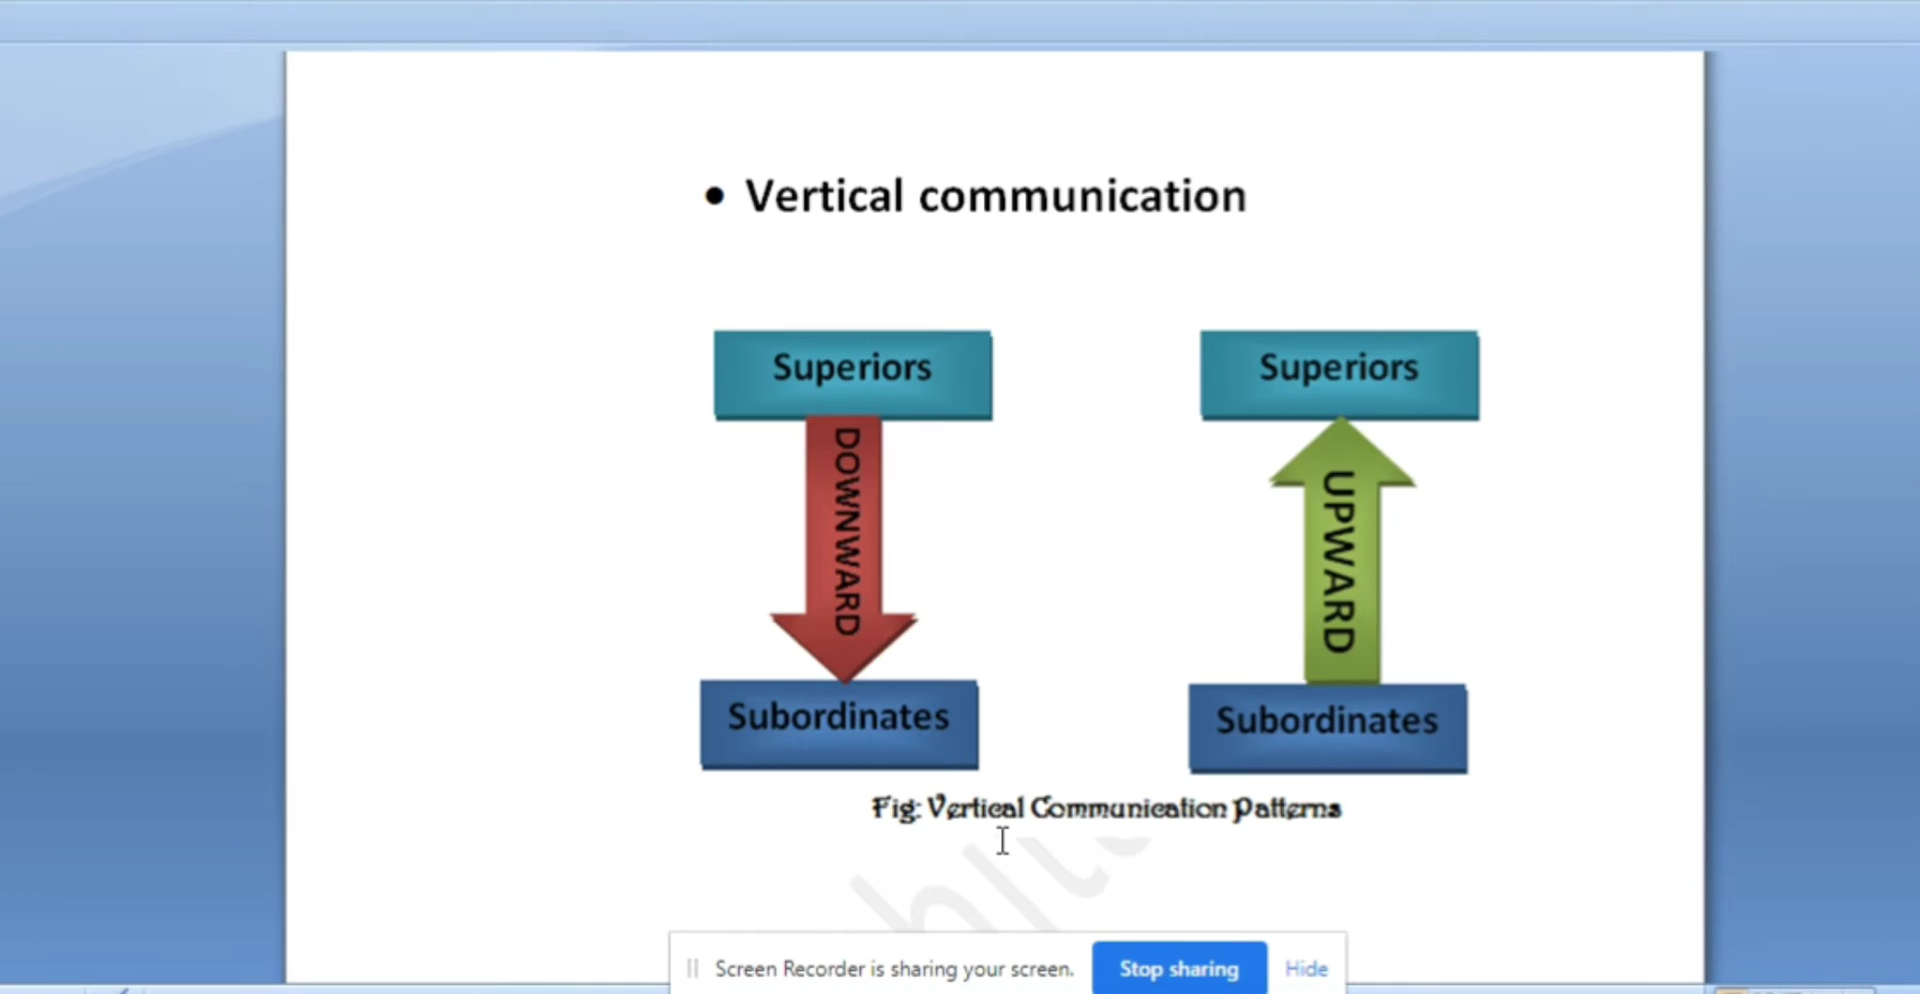 • Vertical communication
Superiors
Superiors
DOWNWARD
UPWARD
Subordinates
Subordinates
Fig: Vertical Communication Patterns
Screen Recorder is sharing your screen.
Stop sharing
Hide